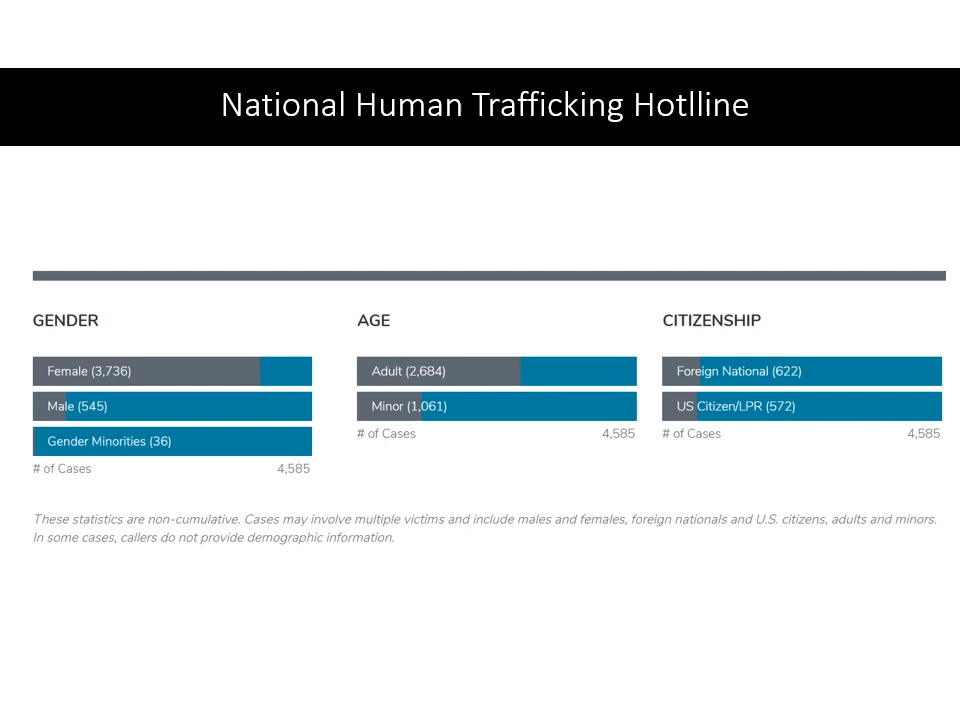 National Human Trafficking Hotlline
GENDER
Female (3,736)
Male (545)
Gender Minorities (36)
# of Cases 4,585
AGE
Adult (2,684)
Minor (1,061)
# of Cases 4,585
CITIZENSHIP
Foreign National (622)
US Citizen/LPR (572)
# of Cases 4,585
These statistics are non-cumulative. Cases may involve multiple victims and include males and females, foreign nationals and U.S. citizens, adults and minors.
In some cases, callers do not provide demographic information.